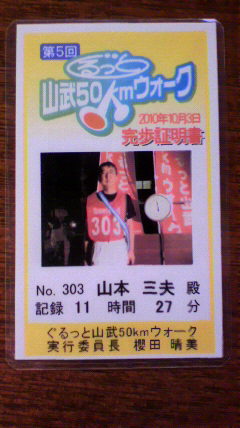 第5回
ぐるっと
山武50kmウォーク
2010年10月3日
完歩証明書
303
No. 303 山本 三夫 殿
記録 11 時間 27 分
ぐるっと山武50kmウォーク
実行委員長 櫻田 晴美